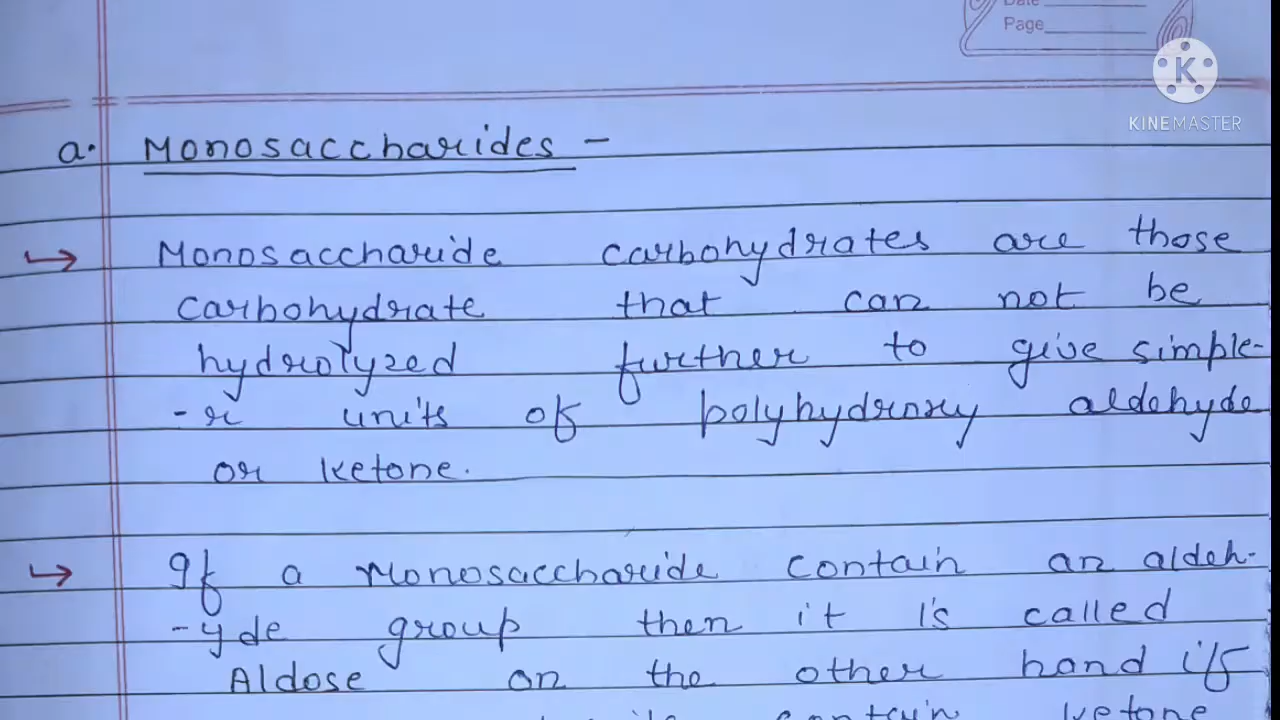 Date
Page
KINEMASTER
a. Monosaccharides -
↳ Monosaccharide carbohydrates are those
carbohydrate that can not be
hydrolyzed further to give simple-
-r units of polyhydroxy aldehyde
or ketone.
↳ If a Monosaccharide contain an aldeh-
-yde group then it is called
Aldose on the other hand if
contain ketone